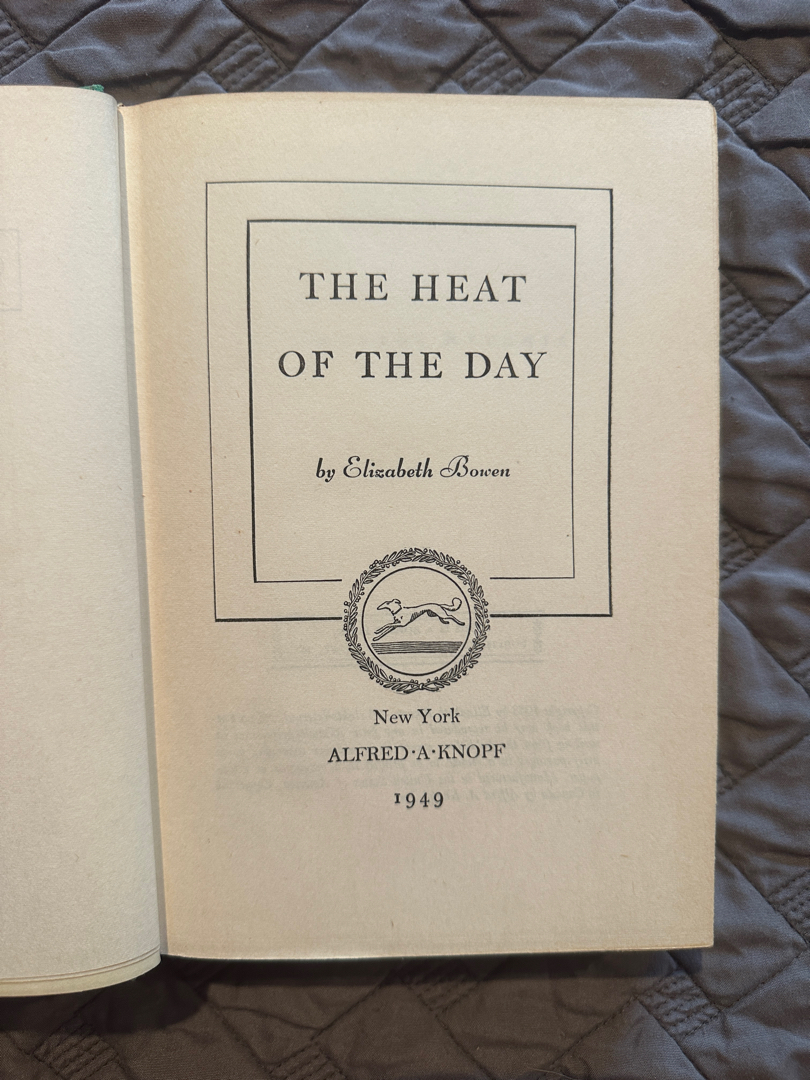 THE HEAT
OF THE DAY
by Elizabeth Bowen
New York
ALFRED·A·KNOPF
1949